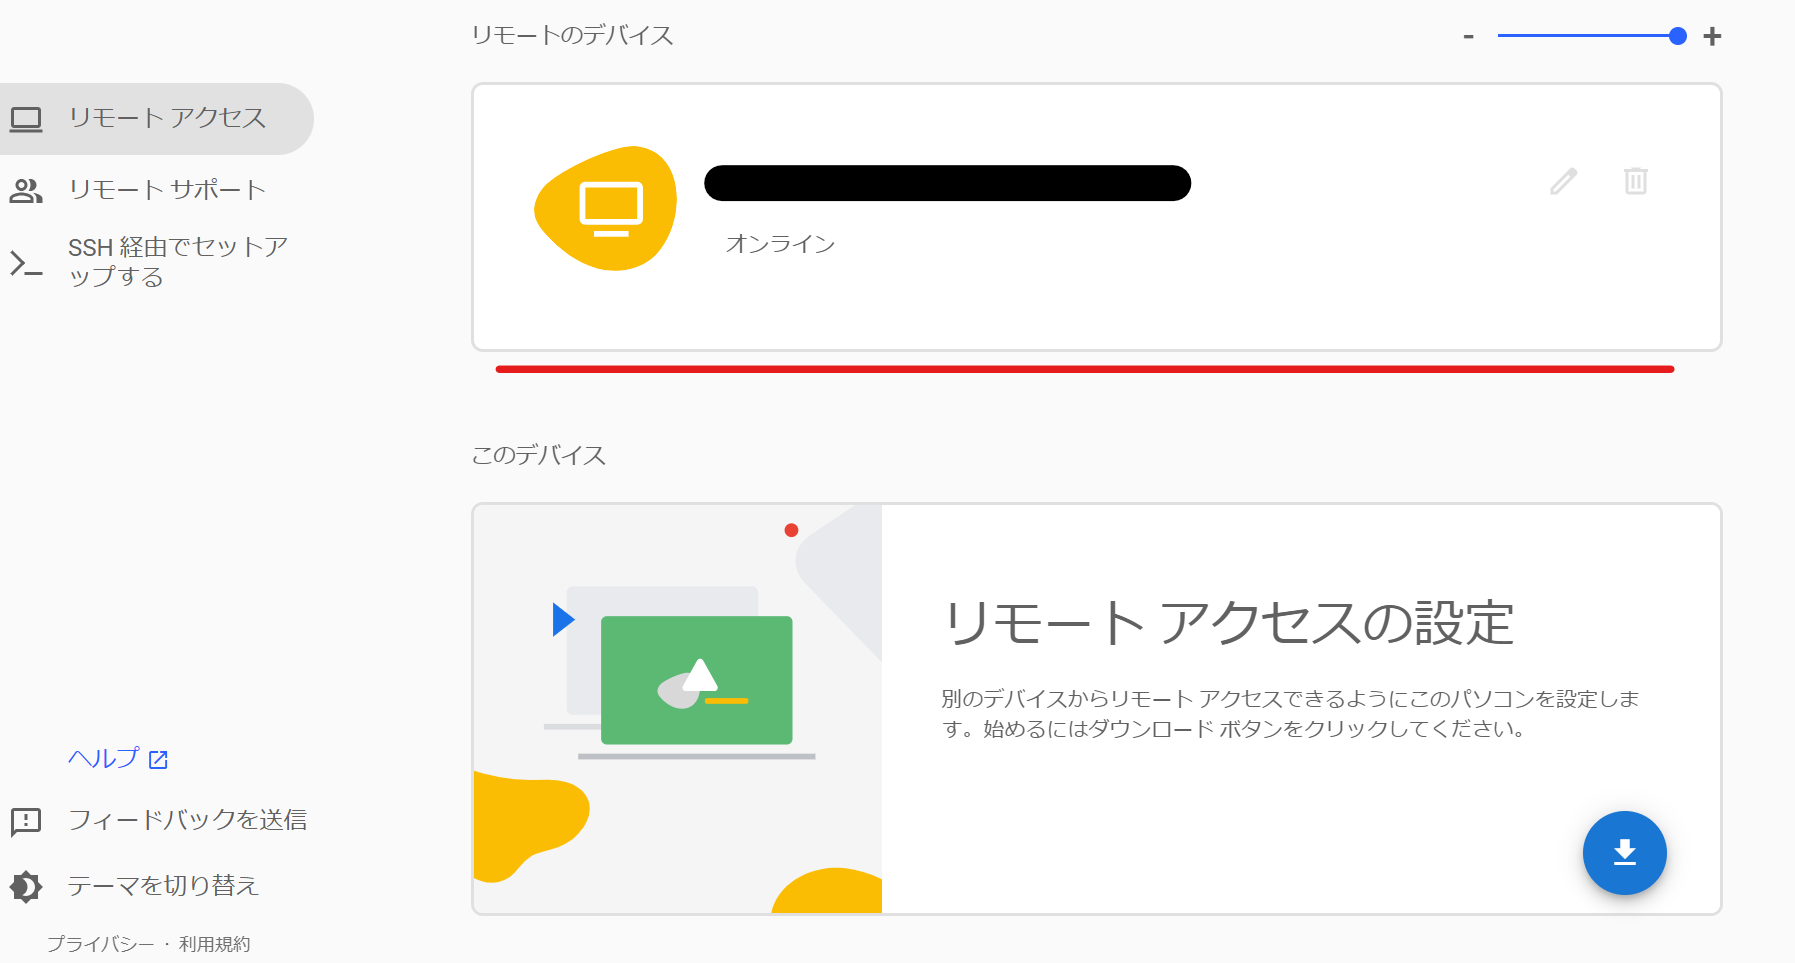 リモートのデバイス
- +
リモート アクセス
リモート サポート
SSH 経由でセットア
ップする
オンライン
このデバイス
リモート アクセスの設定
別のデバイスからリモート アクセスできるようにこのパソコンを設定しま
す。始めるにはダウンロード ボタンをクリックしてください。
ヘルプ
フィードバックを送信
テーマを切り替え
プライバシー · 利用規約